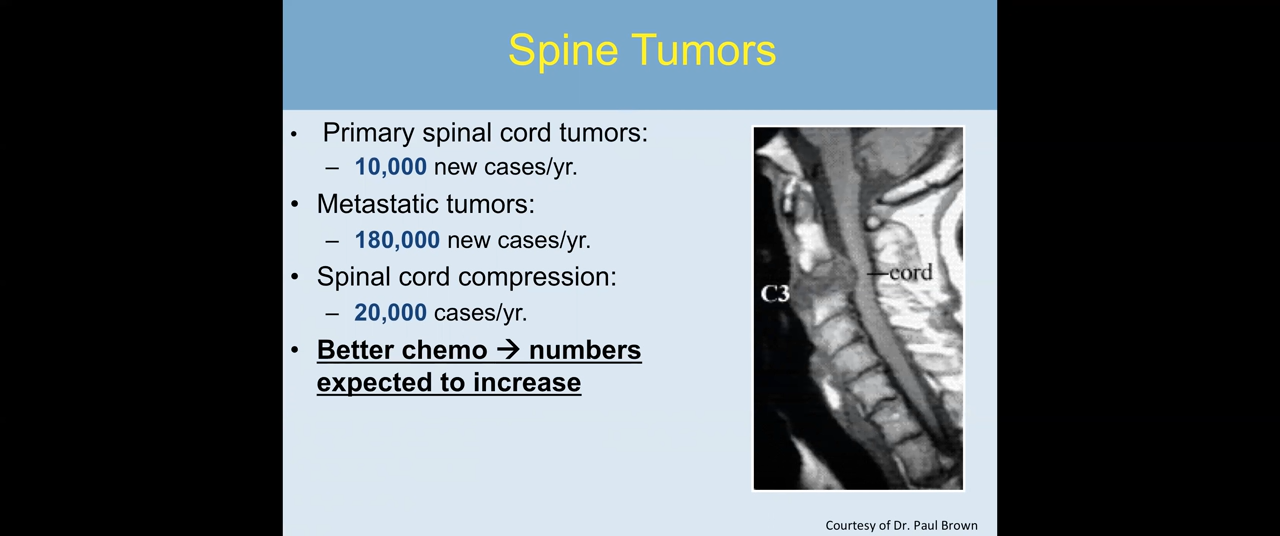 Spine Tumors
• Primary spinal cord tumors:
– 10,000 new cases/yr.
• Metastatic tumors:
– 180,000 new cases/yr.
• Spinal cord compression:
– 20,000 cases/yr.
• Better chemo → numbers
expected to increase
cord
C3
Courtesy of Dr. Paul Brown